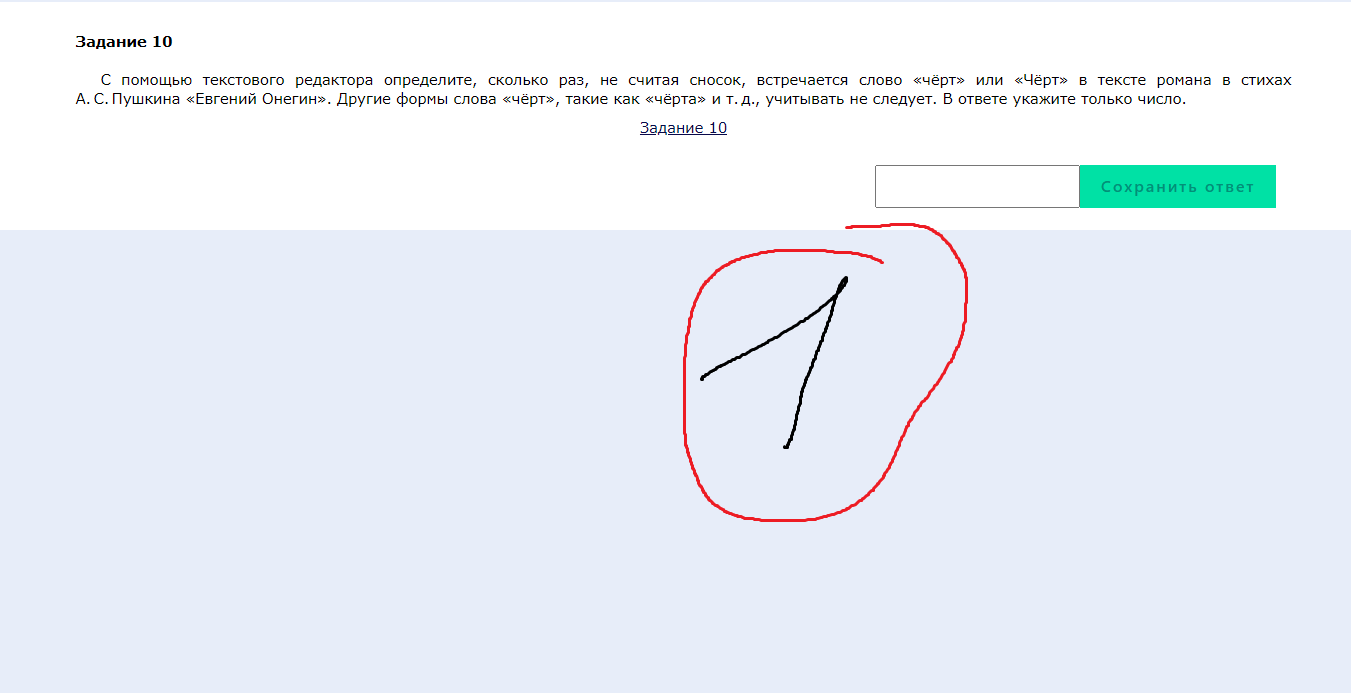 Задание 10
С помощью текстового редактора определите, сколько раз, не считая сносок, встречается слово «чёрт» или «Чёрт» в тексте романа в стихах
А. С. Пушкина «Евгений Онегин». Другие формы слова «чёрт», такие как «чёрта» и т. д., учитывать не следует. В ответе укажите только число.
Задание 10
Сохранить ответ
1